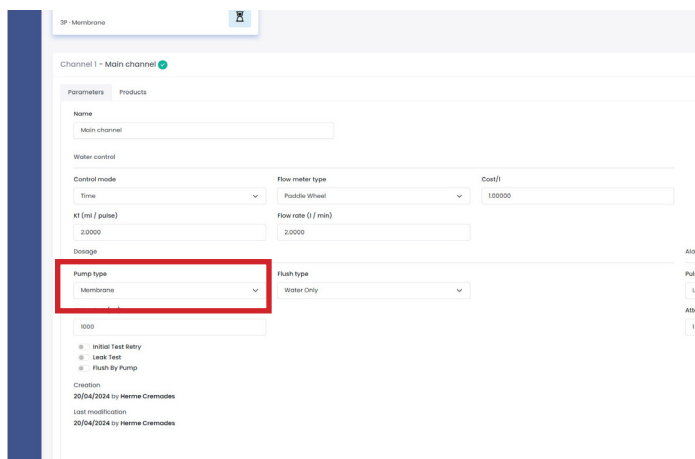 3P - Membrane
Channel 1 - Main channel
Parameters Products
Name
Main channel
Water control
Control mode Flow meter type Cost/l
Time Paddle Wheel 1.00000
Kf (ml / pulse) Flow rate (l / min)
2.0000 2.0000
Dosage
Pump type Flush type
Membrane Water Only
1000
Initial Test Retry
Leak Test
Flush By Pump
Creation
20/04/2024 by Herme Cremades
Last modification
20/04/2024 by Herme Cremades